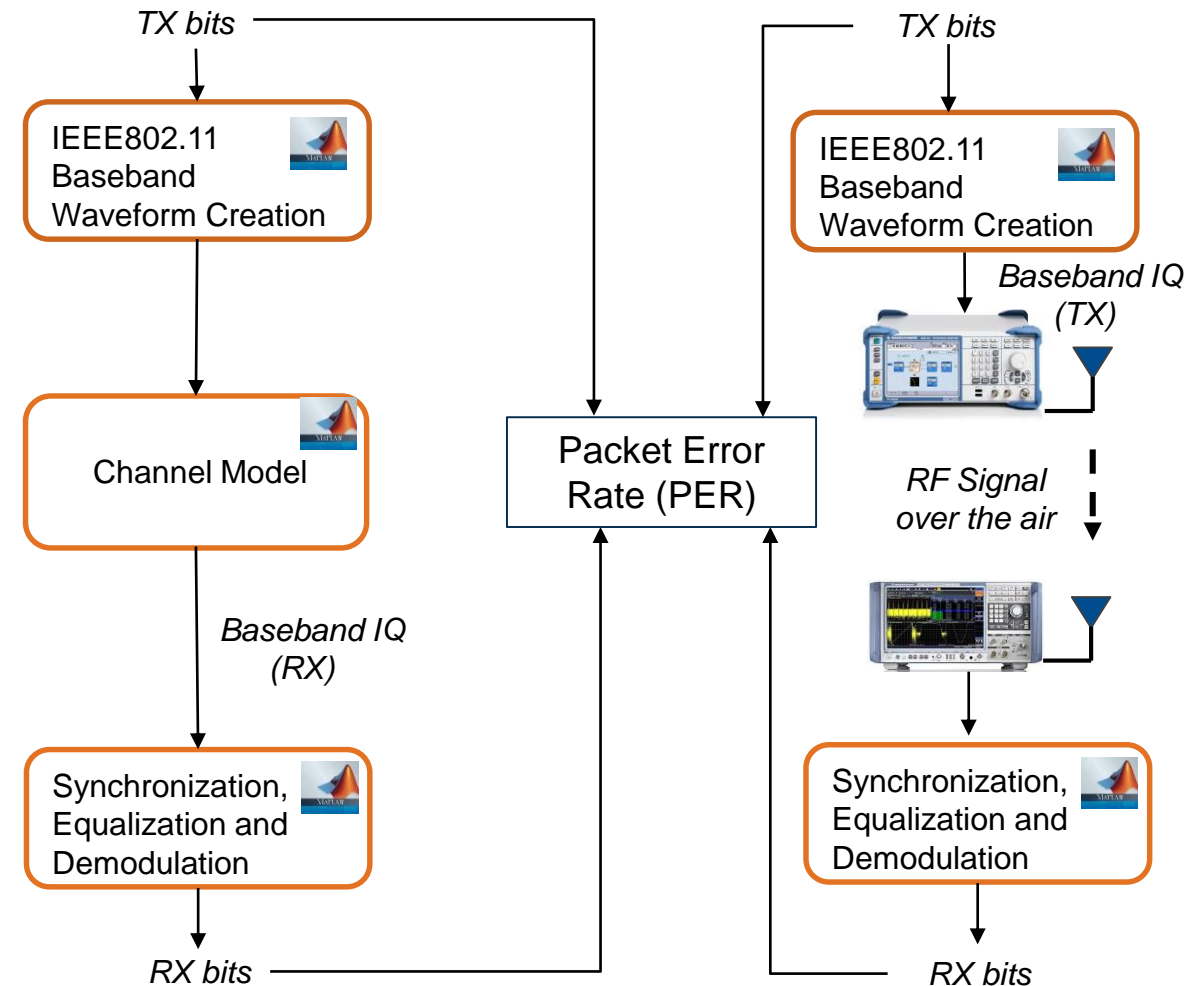 TX bits
IEEE802.11
Baseband
Waveform Creation
Channel Model
Baseband IQ
(RX)
Synchronization,
Equalization and
Demodulation
RX bits
Packet Error
Rate (PER)
TX bits
IEEE802.11
Baseband
Waveform Creation
Baseband IQ
(TX)
RF Signal
over the air
Synchronization,
Equalization and
Demodulation
RX bits